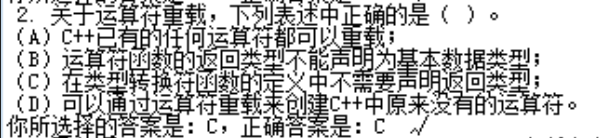 2. 关于运算符重载，下列表述中正确的是（ ）。
(A) C++已有的任何运算符都可以重载；
(B) 运算符函数的返回类型不能声明为基本数据类型；
(C) 在类型转换符函数的定义中不需要声明返回类型；
(D) 可以通过运算符重载来创建C++中原来没有的运算符。
你所选择的答案是：C，正确答案是：C √